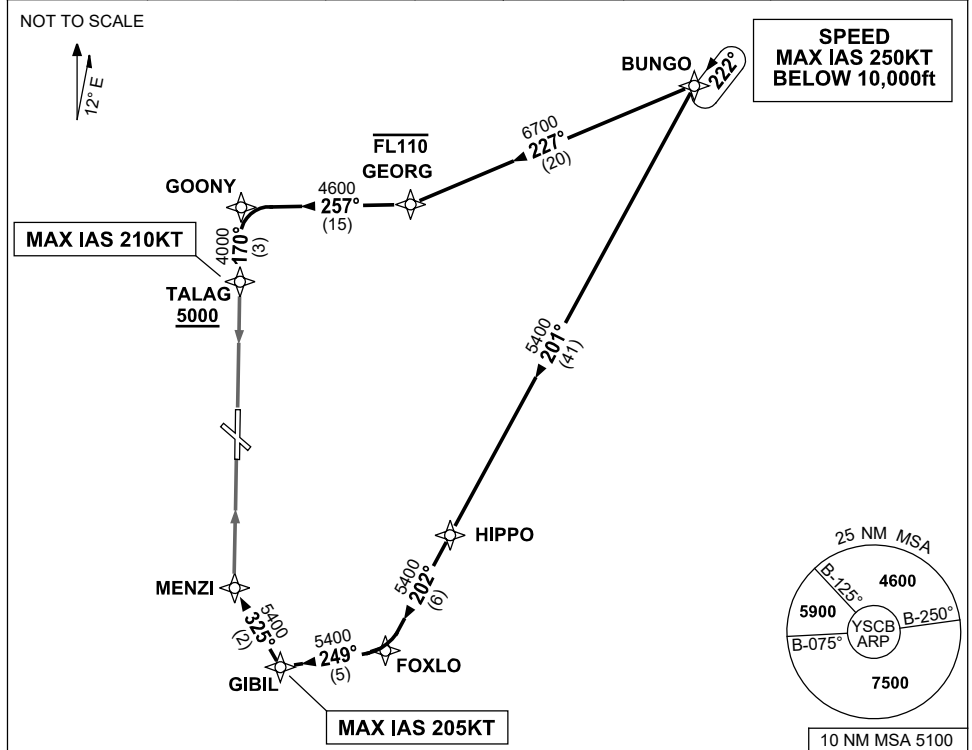 NOT TO SCALE
12° E
SPEED
MAX IAS 250KT
BELOW 10,000ft
BUNGO
222°
6700
227°
(20)
FL110
GEORG
4600
257°
(15)
GOONY
4000
170°
(3)
MAX IAS 210KT
TALAG
5000
5400
201°
(41)
HIPPO
5400
202°
(6)
FOXLO
5400
249°
(5)
GIBIL
MAX IAS 205KT
5400
325°
(2)
MENZI
25 NM MSA
B-125°
4600
5900
B-250°
YSCB
ARP
B-075°
7500
10 NM MSA 5100